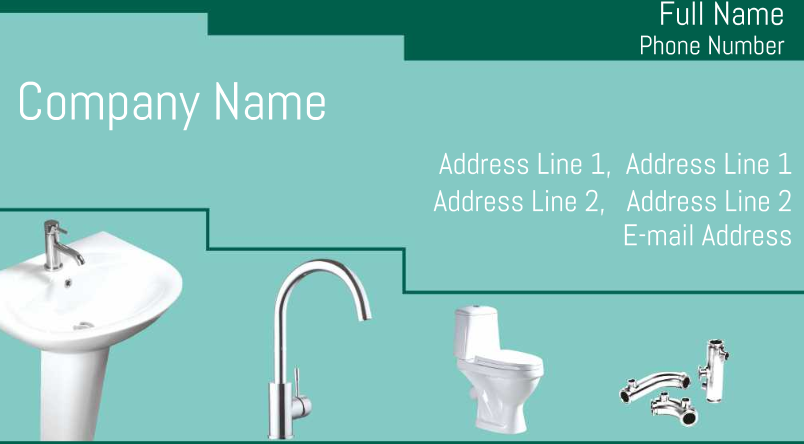 Full Name
Phone Number
Company Name
Address Line 1, Address Line 1
Address Line 2, Address Line 2
E-mail Address